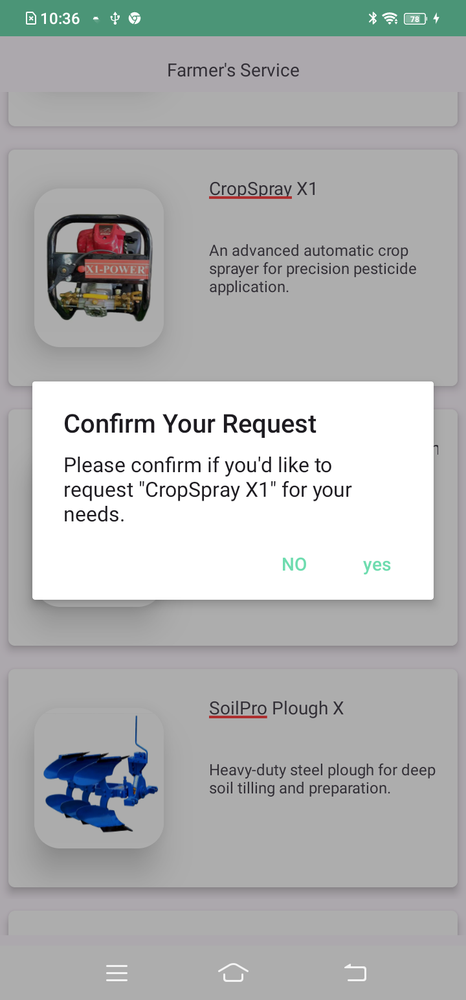 10:36
78
Farmer's Service
CropSpray X1
X1-POWER
An advanced automatic crop
sprayer for precision pesticide
application.
Confirm Your Request
Please confirm if you'd like to
request "CropSpray X1" for your
needs.
NO
yes
SoilPro Plough X
Heavy-duty steel plough for deep
soil tilling and preparation.